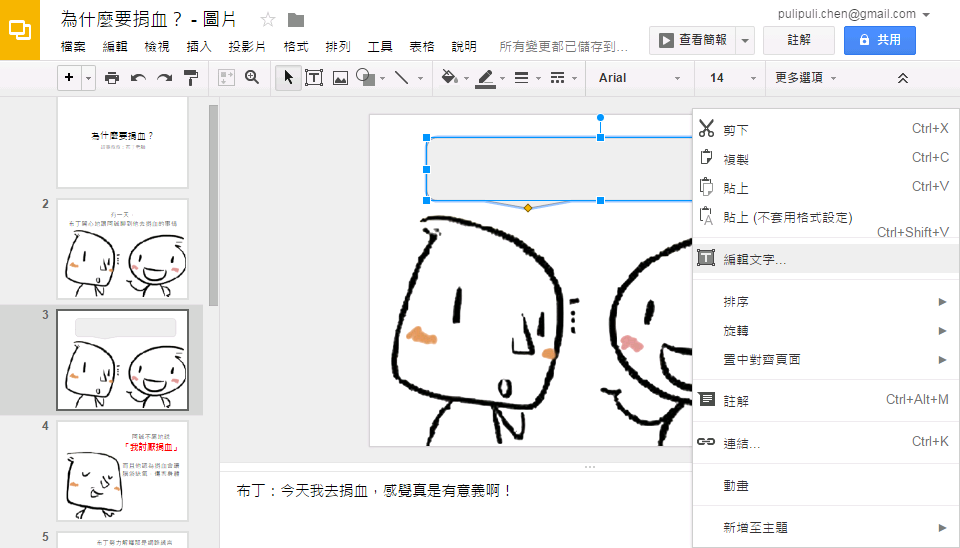 為什麼要捐血？ - 圖片
pulipuli.chen@gmail.com
檔案 編輯 檢視 插入 投影片 格式 排列 工具 表格 說明 所有變更都已儲存到…
查看簡報 註解 共用
Arial 14 更多選項
為什麼要捐血？
2
有一天
3
4
「我討厭捐血」
5
剪下 Ctrl+X
複製 Ctrl+C
貼上 Ctrl+V
貼上 (不套用格式設定) Ctrl+Shift+V
編輯文字...
排序
旋轉
置中對齊頁面
註解 Ctrl+Alt+M
連結... Ctrl+K
動畫
新增至主題
布丁：今天我去捐血，感覺真是有意義啊！